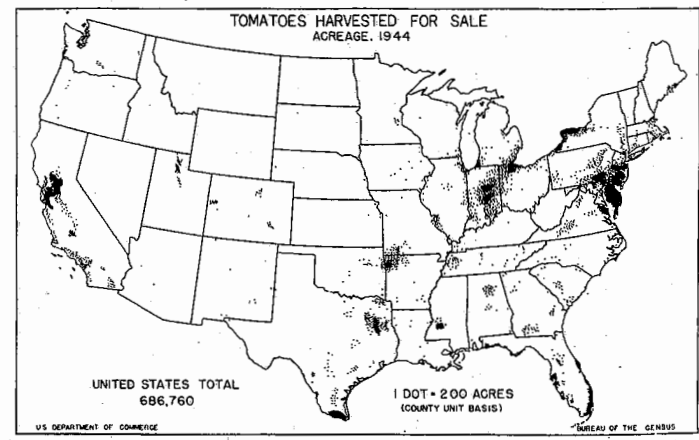 TOMATOES HARVESTED FOR SALE
ACREAGE, 1944
UNITED STATES TOTAL
686,760
1 DOT = 200 ACRES
(COUNTY UNIT BASIS)
US DEPARTMENT OF COMMERCE
BUREAU OF THE CENSUS